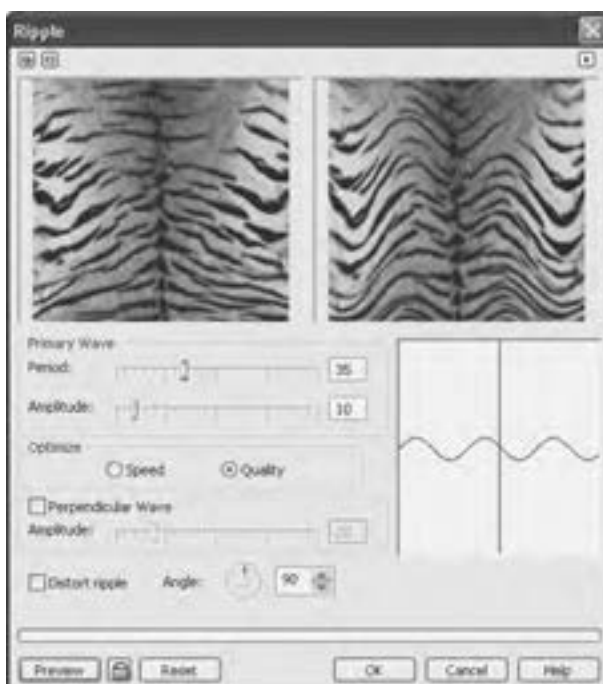 Ripple
Primary Wave
Period: 35
Amplitude: 10
Optimize
Speed Quality
Perpendicular Wave
Amplitude:
Distort ripple Angle: 90
Preview Reset OK Cancel Help